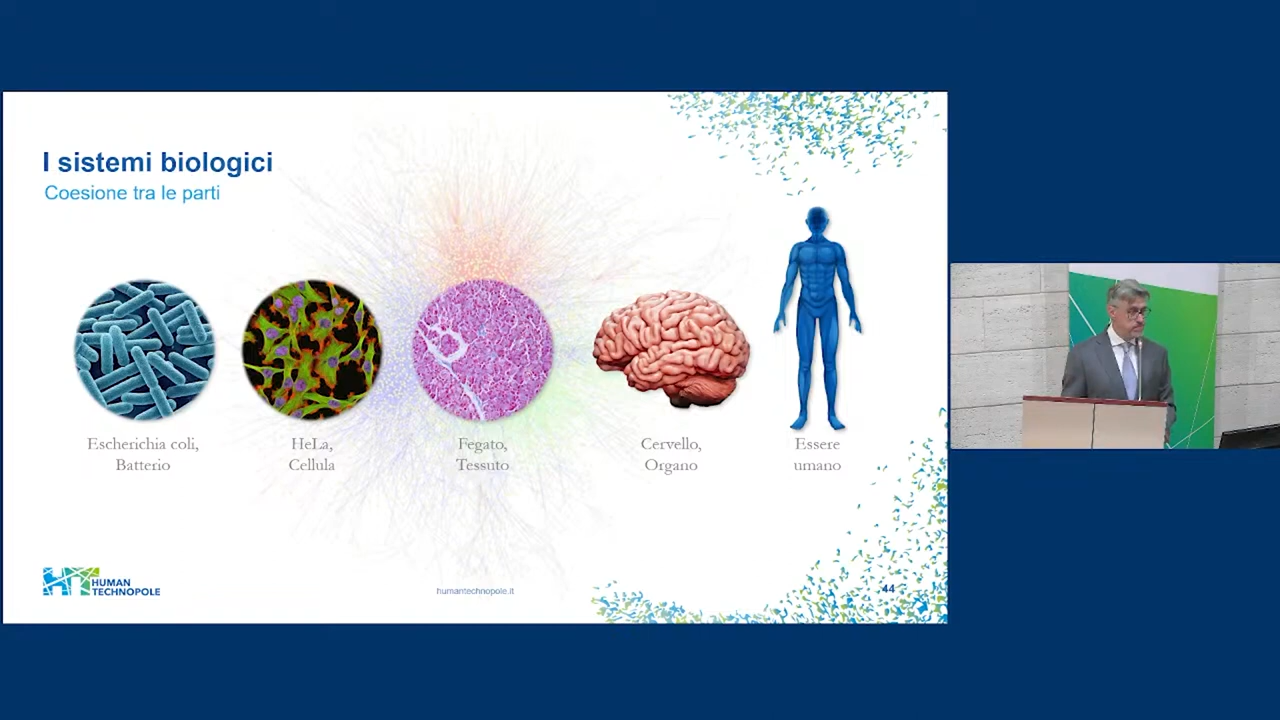 I sistemi biologici
Coesione tra le parti
Escherichia coli,
Batterio
HeLa,
Cellula
Fegato,
Tessuto
Cervello,
Organo
Essere
umano
HT HUMAN
TECHNOPOLE
humantechnopole.it
44